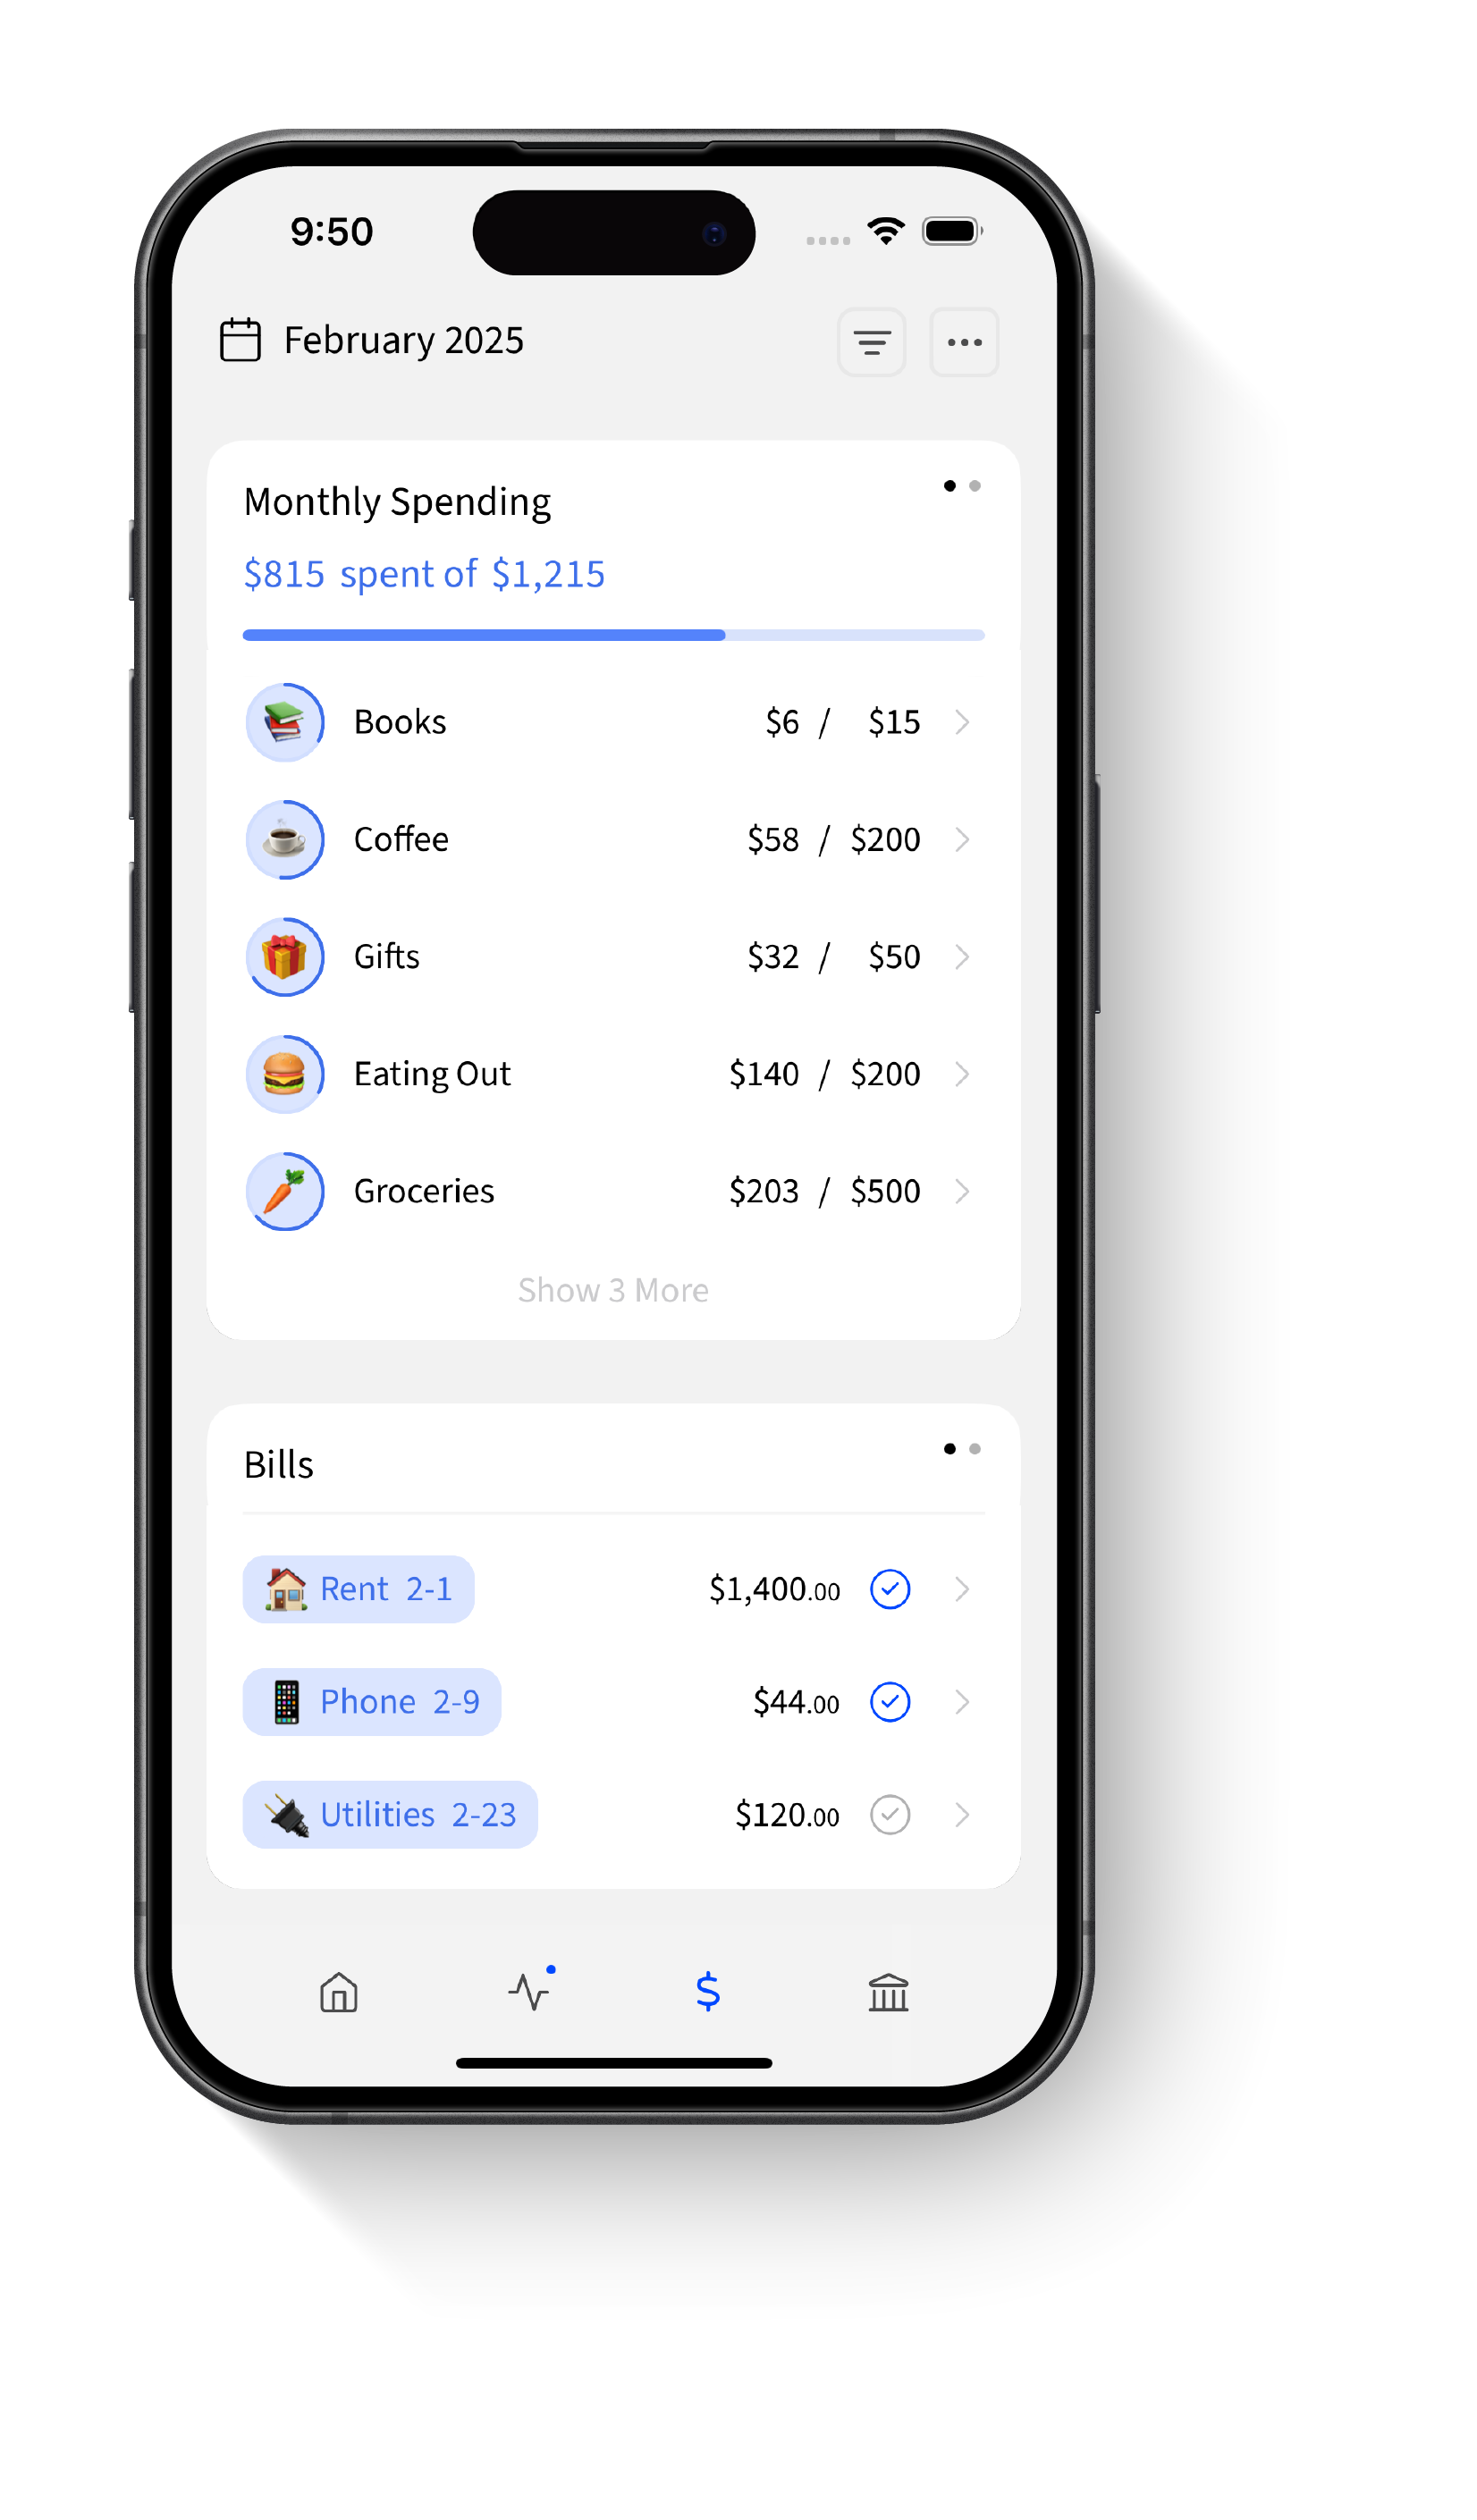 9:50
February 2025
Monthly Spending
$815 spent of $1,215
Books $6 / $15
Coffee $58 / $200
Gifts $32 / $50
Eating Out $140 / $200
Groceries $203 / $500
Show 3 More
Bills
Rent 2-1 $1,400.00
Phone 2-9 $44.00
Utilities 2-23 $120.00
$